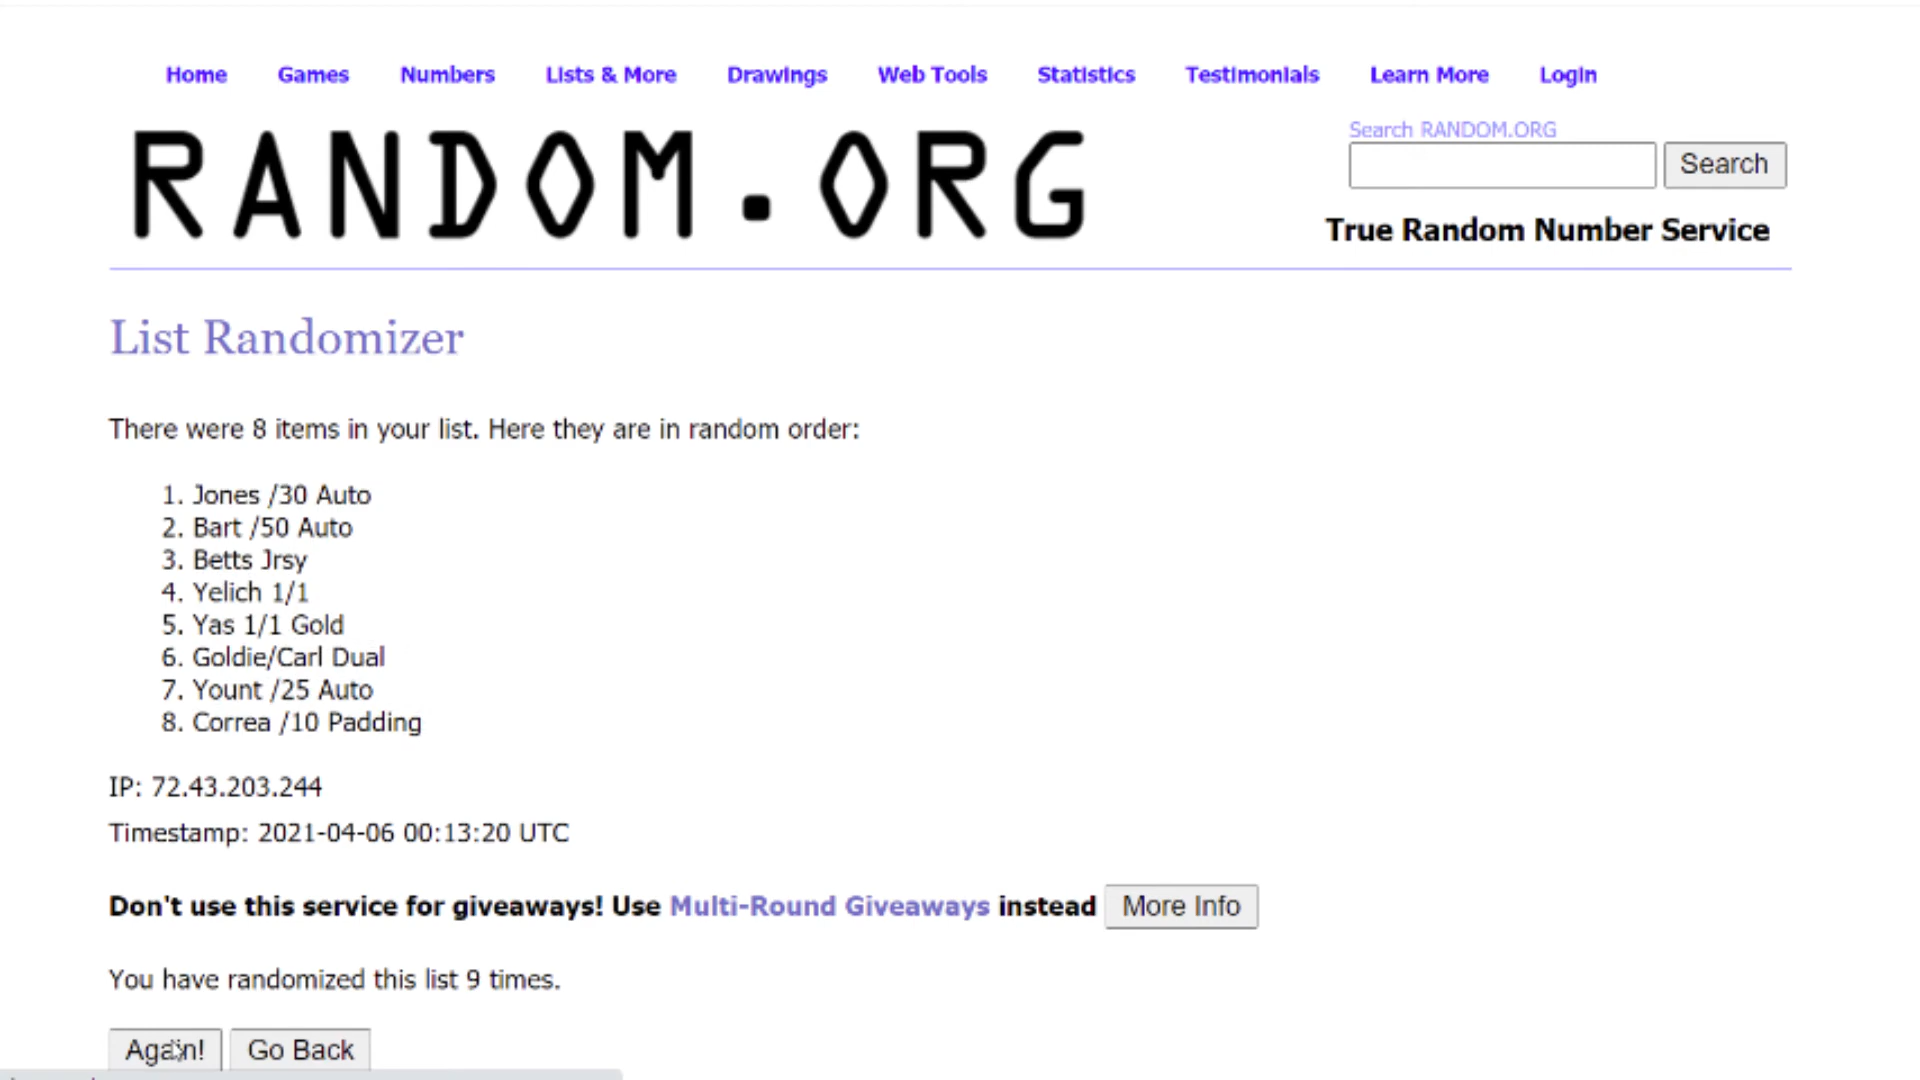 Home Games Numbers Lists & More Drawings Web Tools Statistics Testimonials Learn More Login
RANDOM.ORG
Search RANDOM.ORG
Search
True Random Number Service
List Randomizer
There were 8 items in your list. Here they are in random order:
1. Jones /30 Auto
2. Bart /50 Auto
3. Betts Jrsy
4. Yelich 1/1
5. Yas 1/1 Gold
6. Goldie/Carl Dual
7. Yount /25 Auto
8. Correa /10 Padding
IP: 72.43.203.244
Timestamp: 2021-04-06 00:13:20 UTC
Don't use this service for giveaways! Use Multi-Round Giveaways instead More Info
You have randomized this list 9 times.
Again! Go Back